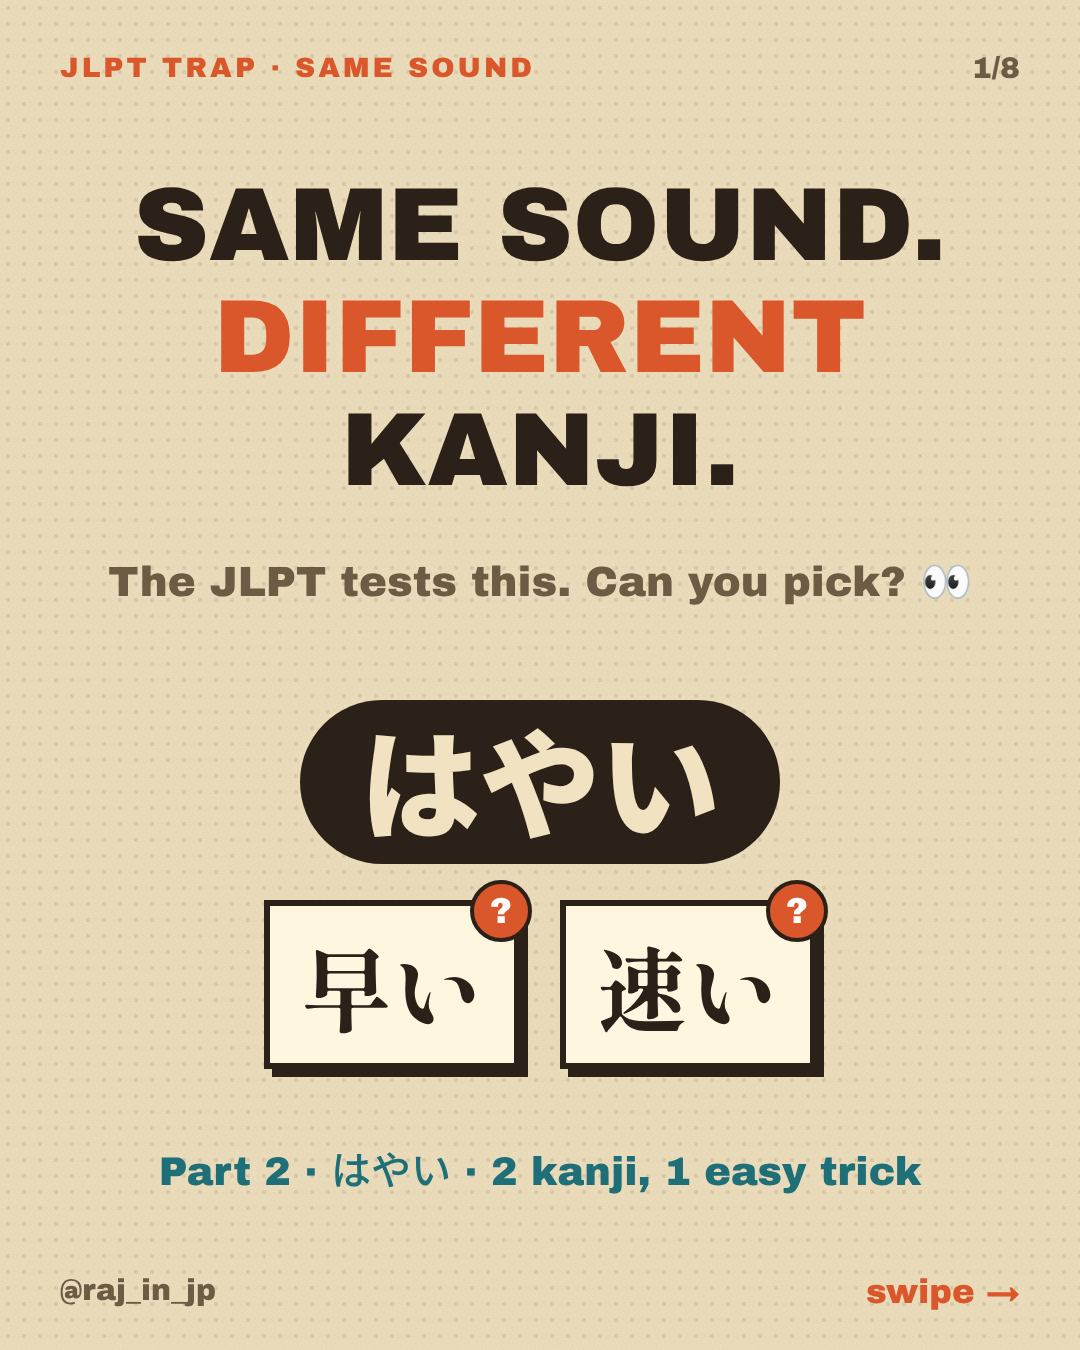 JLPT TRAP · SAME SOUND
1/8
SAME SOUND.
DIFFERENT
KANJI.
The JLPT tests this. Can you pick? 👀
はやい
?
?
早い
速い
Part 2 · はやい · 2 kanji, 1 easy trick
@raj_in_jp
swipe →